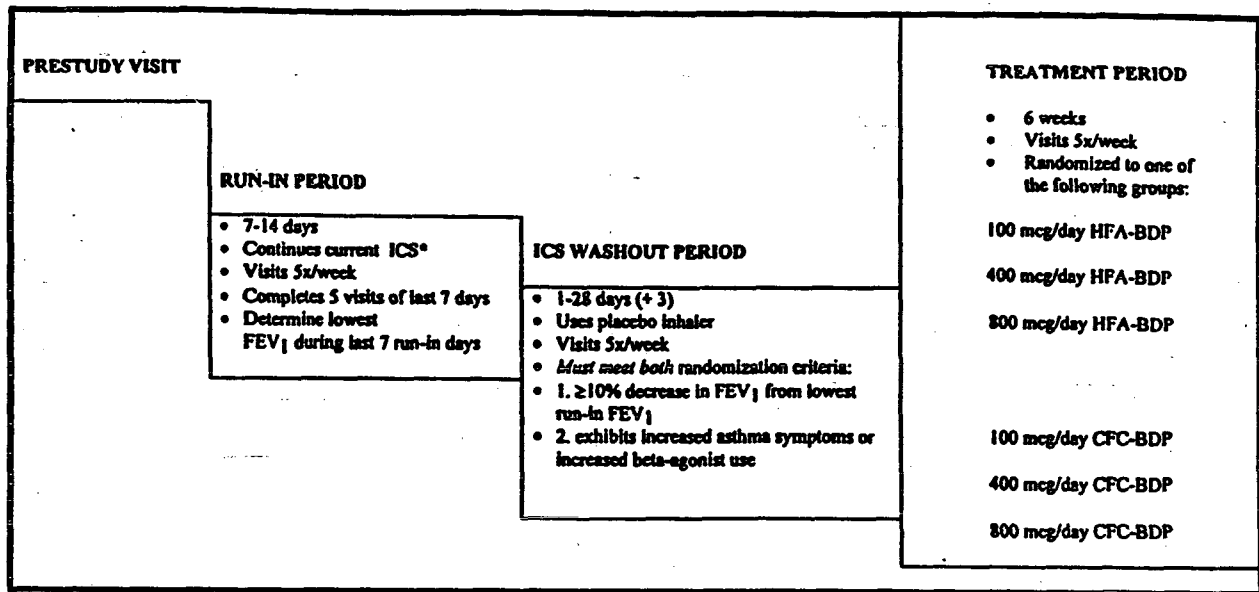 PRESTUDY VISIT
RUN-IN PERIOD
• 7-14 days
• Continues current ICS*
• Visits 5x/week
• Completes 5 visits of last 7 days
• Determine lowest
FEV1 during last 7 run-in days
ICS WASHOUT PERIOD
• 1-28 days (+ 3)
• Uses placebo inhaler
• Visits 5x/week
• Must meet both randomization criteria:
• 1. ≥10% decrease in FEV1 from lowest
run-in FEV1
• 2. exhibits increased asthma symptoms or
increased beta-agonist use
TREATMENT PERIOD
• 6 weeks
• Visits 5x/week
• Randomized to one of
the following groups:
100 mcg/day HFA-BDP
400 mcg/day HFA-BDP
800 mcg/day HFA-BDP
100 mcg/day CFC-BDP
400 mcg/day CFC-BDP
800 mcg/day CFC-BDP